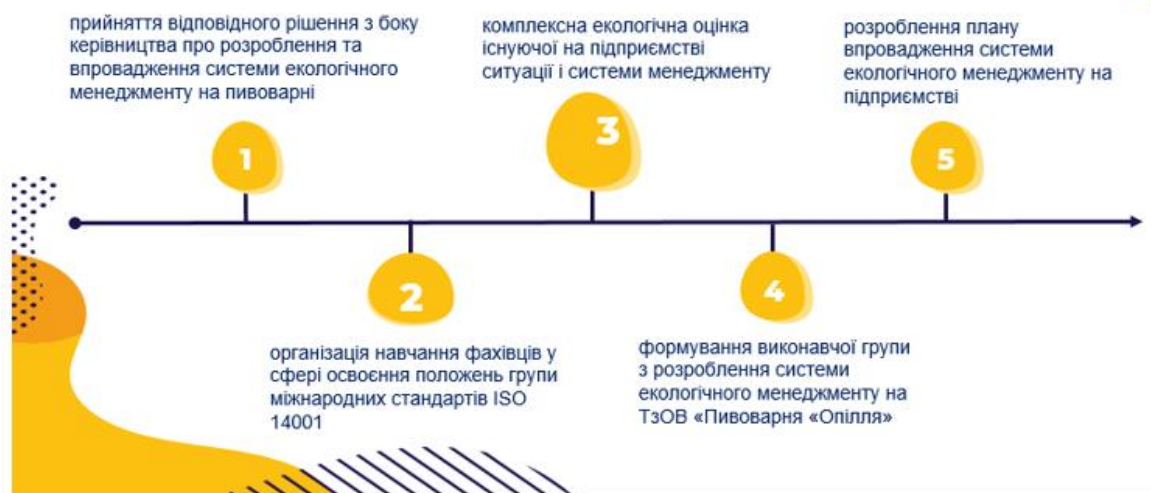 прийняття відповідного рішення з боку
керівництва про розроблення та
впровадження системи екологічного
менеджменту на пивоварні
1
організація навчання фахівців у
сфері освоєння положень групи
міжнародних стандартів ISO
14001
2
комплексна екологічна оцінка
існуючої на підприємстві
ситуації і системи менеджменту
3
формування виконавчої групи
з розроблення системи
екологічного менеджменту на
ТзОВ «Пивоварня «Опілля»
4
розроблення плану
впровадження системи
екологічного менеджменту на
підприємстві
5